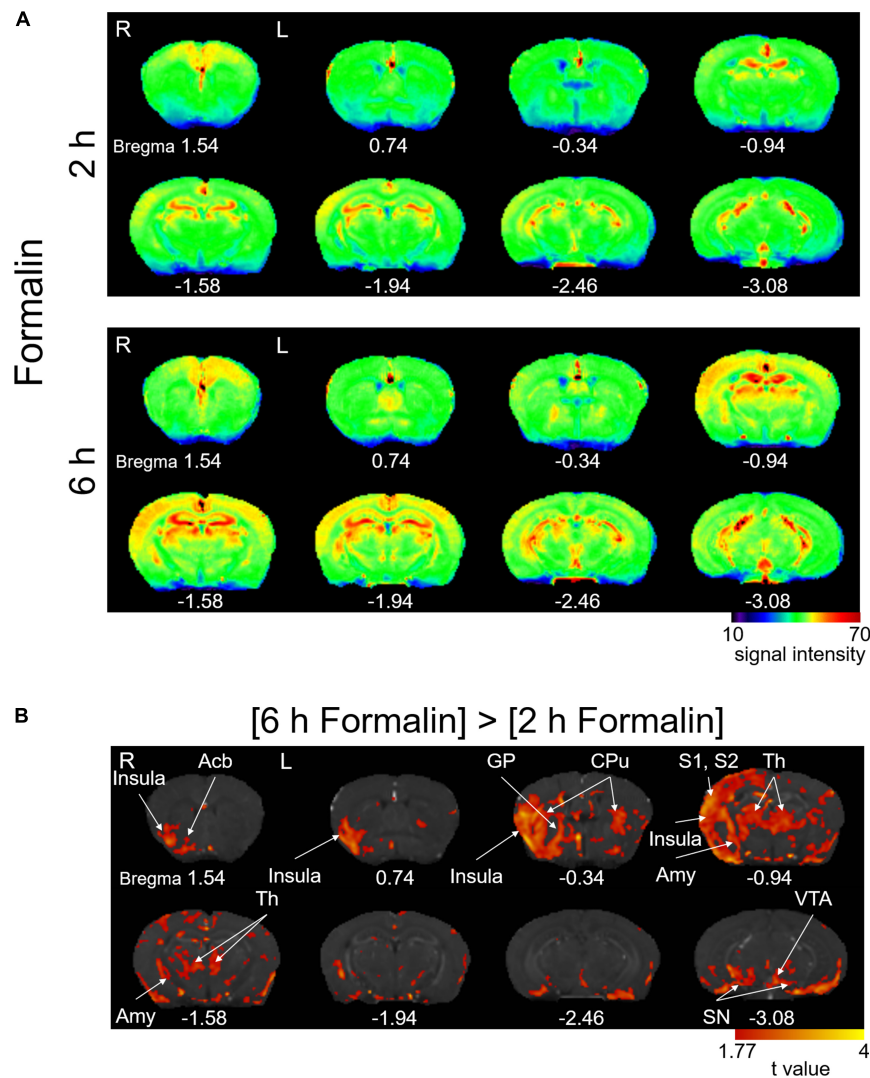 A
R L
Bregma 1.54 0.74 -0.34 -0.94
2 h
-1.58 -1.94 -2.46 -3.08
Formalin
R L
Bregma 1.54 0.74 -0.34 -0.94
6 h
-1.58 -1.94 -2.46 -3.08
10 70
signal intensity
B
[6 h Formalin] > [2 h Formalin]
R Acb L GP CPu S1, S2 Th
Insula
Insula
Amy
Insula Insula
Bregma 1.54 0.74 -0.34 -0.94
Th VTA
Amy -1.58 -1.94 -2.46 SN -3.08
1.77 4
t value